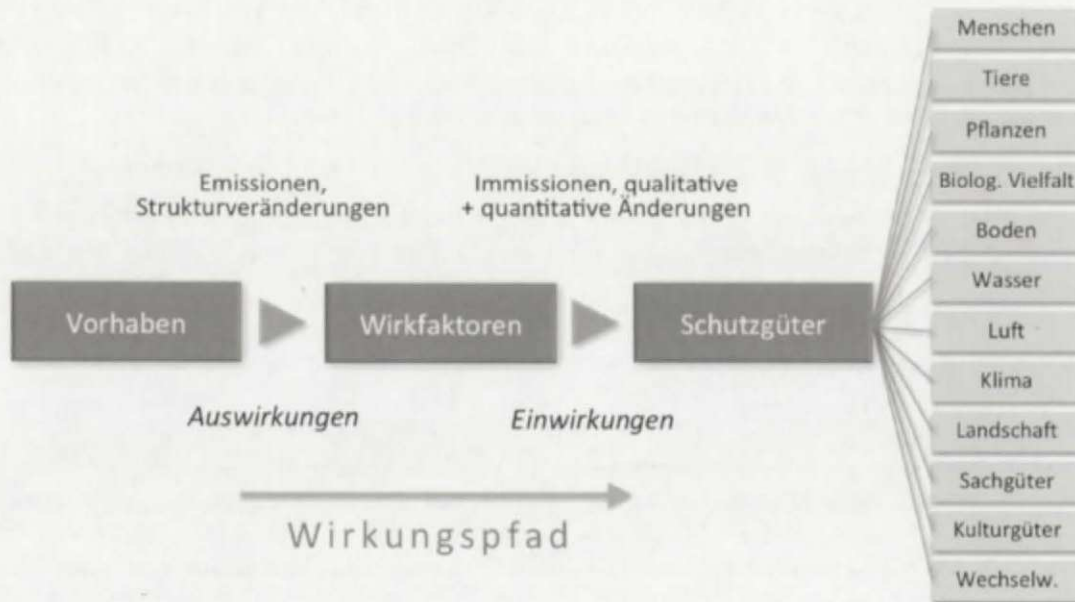 Emissionen,
Strukturveränderungen
Immissionen, qualitative
+ quantitative Änderungen
Vorhaben
Wirkfaktoren
Schutzgüter
Auswirkungen
Einwirkungen
Wirkungspfad
Menschen
Tiere
Pflanzen
Biolog. Vielfalt
Boden
Wasser
Luft
Klima
Landschaft
Sachgüter
Kulturgüter
Wechselw.